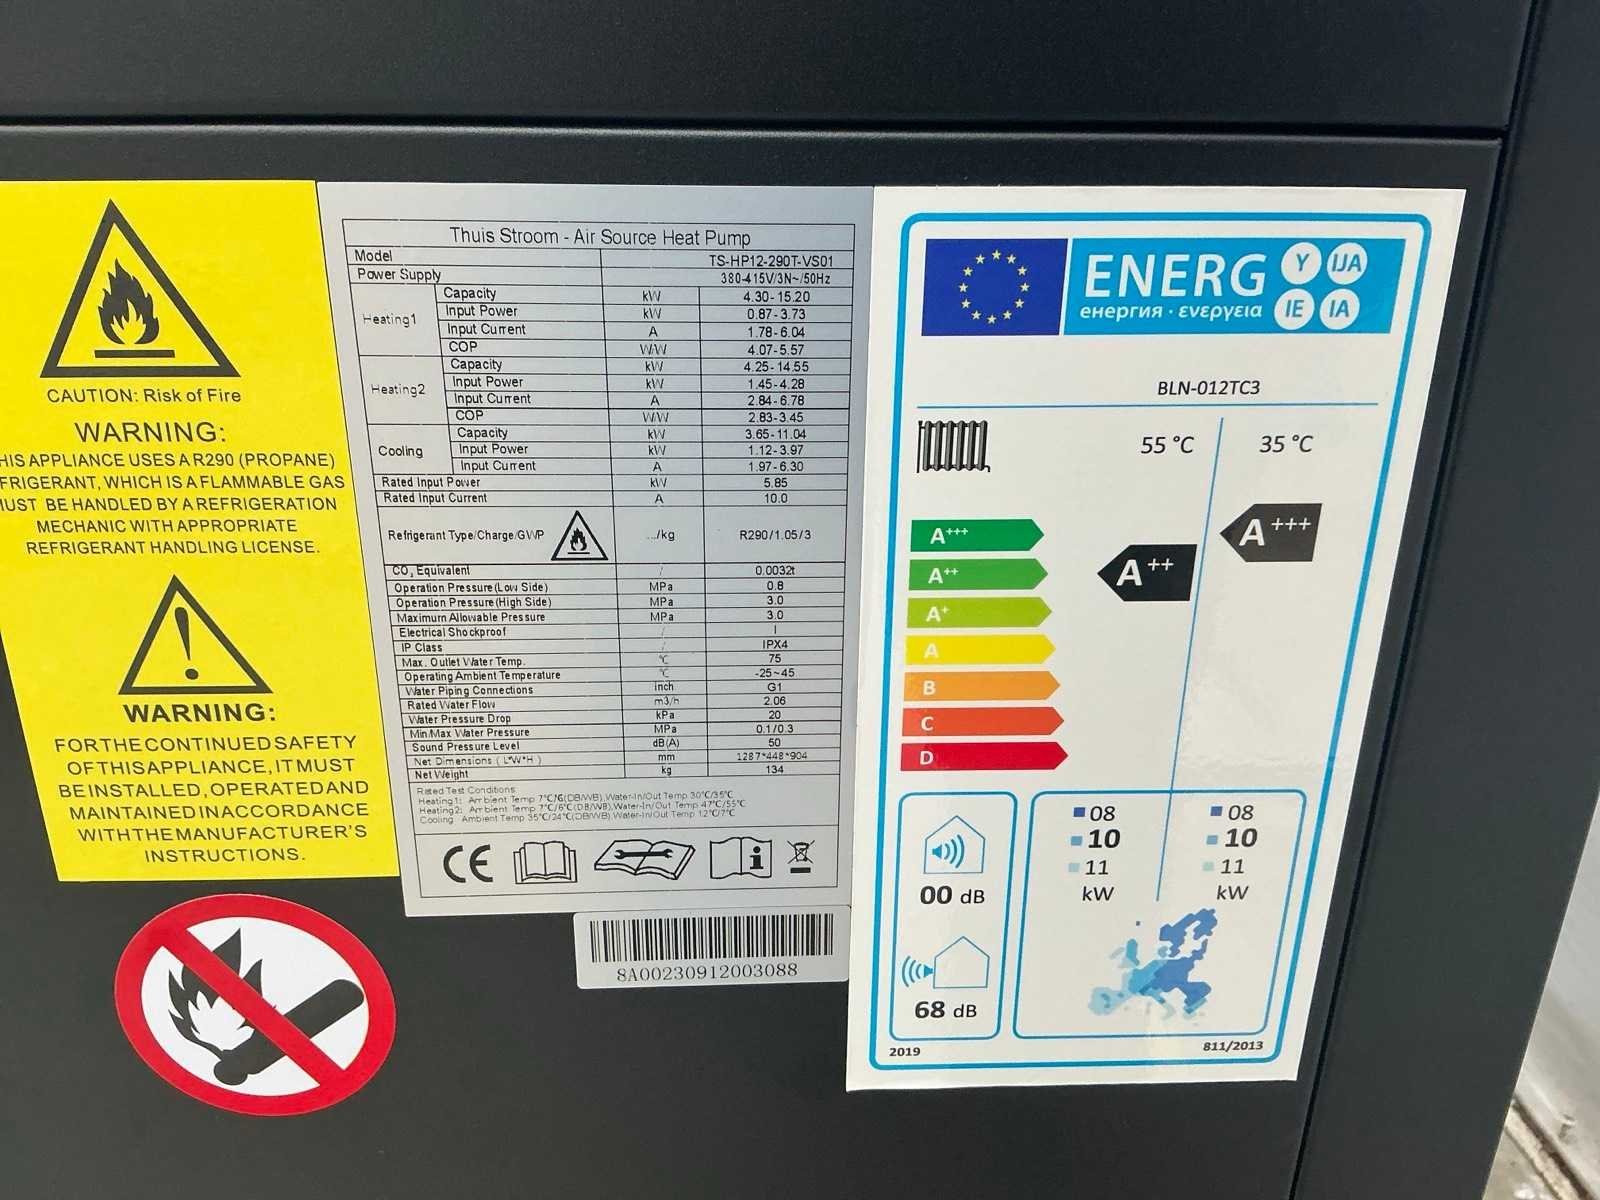 CAUTION: Risk of Fire
WARNING:
HIS APPLIANCE USES A R290 (PROPANE)
FRIGERANT, WHICH IS A FLAMMABLE GAS
UST BE HANDLED BY A REFRIGERATION
MECHANIC WITH APPROPRIATE
REFRIGERANT HANDLING LICENSE.
WARNING:
FOR THE CONTINUED SAFETY
OF THIS APPLIANCE, IT MUST
BE INSTALLED, OPERATED AND
MAINTAINED IN ACCORDANCE
WITH THE MANUFACTURER'S
INSTRUCTIONS.
Thuis Stroom - Air Source Heat Pump
Model TS-HP12-290T-VS01
Power Supply 380-415V/3N~/50Hz
Heating1
Capacity kW 4.30-15.20
Input Power kW 0.87-3.73
Input Current A 1.78-6.04
COP W/W 4.07-5.57
Heating2
Capacity kW 4.25-14.55
Input Power kW 1.45-4.28
Input Current A 2.84-6.78
COP W/W 2.83-3.45
Cooling
Capacity kW 3.65-11.04
Input Power kW 1.12-3.97
Input Current A 1.97-6.30
Rated Input Power kW 5.85
Rated Input Current A 10.0
Refrigerant Type/Charge/GWP .../kg R290/1.05/3
CO₂ Equivalent / 0.0032t
Operation Pressure(Low Side) MPa 0.8
Operation Pressure(High Side) MPa 3.0
Maximum Allowable Pressure MPa 3.0
Electrical Shockproof / I
IP Class / IPX4
Max. Outlet Water Temp. ℃ 75
Operating Ambient Temperature ℃ -25~45
Water Piping Connections inch G1
Rated Water Flow m3/h 2.06
Water Pressure Drop kPa 20
Min/Max Water Pressure MPa 0.1/0.3
Sound Pressure Level dB(A) 50
Net Dimensions (L*W*H) mm 1287*448*904
Net Weight kg 134
Rated Test Conditions
Heating1: Ambient Temp 7℃/6(DB/WB),Water-In/Out Temp 30℃/35℃
Heating2: Ambient Temp 7℃/6℃(DB/WB),Water-In/Out Temp 47℃/55℃
Cooling: Ambient Temp 35℃/24℃(DB/WB),Water-In/Out Temp 12℃/7℃
CE
8A00230912003088
ENERG Y IJA
енергия · ενεργεια IE IA
BLN-012TC3
55 °C 35 °C
A+++
A++
A+
A
B
C
D
A++
A+++
00 dB
68 dB
08 08
10 10
11 11
kW kW
2019 811/2013